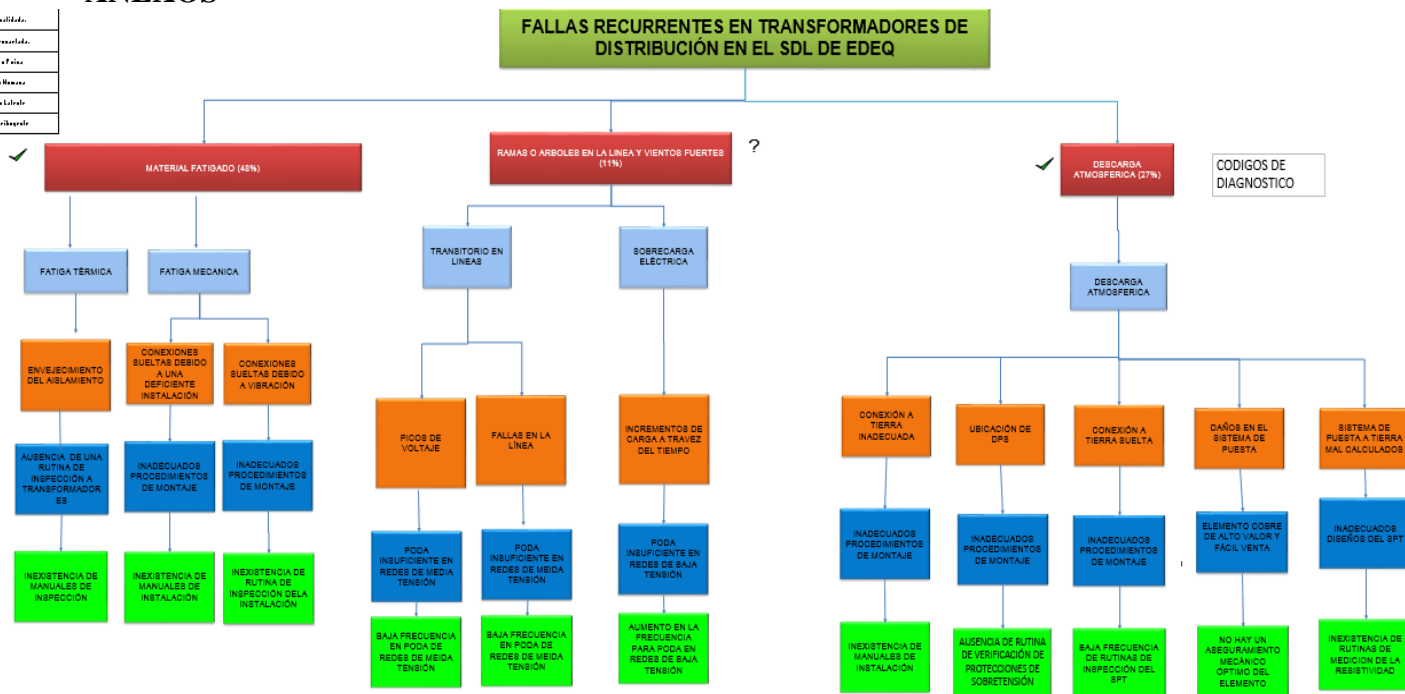 ANEXOS
FALLAS RECURRENTES EN TRANSFORMADORES DE
DISTRIBUCIÓN EN EL SDL DE EDEQ
MATERIAL FATIGADO (48%)
RAMAS O ARBOLES EN LA LINEA Y VIENTOS FUERTES
(11%)
?
DESCARGA
ATMOSFERICA (27%)
CODIGOS DE
DIAGNOSTICO
FATIGA TÉRMICA
FATIGA MECANICA
TRANSITORIO EN
LINEAS
SOBRECARGA
ELÉCTRICA
DESCARGA
ATMOSFERICA
ENVEJECIMIENTO
DEL AISLAMIENTO
CONEXIONES
SUELTAS DEBIDO
A UNA
DEFICIENTE
INSTALACIÓN
CONEXIONES
SUELTAS DEBIDO
A VIBRACIÓN
PICOS DE
VOLTAJE
FALLAS EN LA
LÍNEA
INCREMENTOS DE
CARGA A TRAVEZ
DEL TIEMPO
CONEXIÓN A
TIERRA
INADECUADA
UBICACIÓN DE
DPS
CONEXIÓN A
TIERRA SUELTA
DAÑOS EN EL
SISTEMA DE
PUESTA
SISTEMA DE
PUESTA A TIERRA
MAL CALCULADOS
AUSENCIA DE UNA
RUTINA DE
INSPECCIÓN A
TRANSFORMADOR
ES
INADECUADOS
PROCEDIMIENTOS
DE MONTAJE
INADECUADOS
PROCEDIMIENTOS
DE MONTAJE
PODA
INSUFICIENTE EN
REDES DE MEDIA
TENSIÓN
PODA
INSUFICIENTE EN
REDES DE MEIDA
TENSIÓN
PODA
INSUFICIENTE EN
REDES DE BAJA
TENSIÓN
INADECUADOS
PROCEDIMIENTOS
DE MONTAJE
INADECUADOS
PROCEDIMIENTOS
DE MONTAJE
INADECUADOS
PROCEDIMIENTOS
DE MONTAJE
ELEMENTO COBRE
DE ALTO VALOR Y
FÁCIL VENTA
INADECUADOS
DISEÑOS DEL SPT
INEXISTENCIA DE
MANUALES DE
INSPECCIÓN
INEXISTENCIA DE
MANUALES DE
INSTALACIÓN
INEXISTENCIA DE
RUTINA DE
INSPECCIÓN DELA
INSTALACIÓN
BAJA FRECUENCIA
EN PODA DE
REDES DE MEIDA
TENSIÓN
BAJA FRECUENCIA
EN PODA DE
REDES DE MEIDA
TENSIÓN
AUMENTO EN LA
FRECUENCIA
PARA PODA EN
REDES DE BAJA
TENSIÓN
INEXISTENCIA DE
MANUALES DE
INSTALACIÓN
AUSENCIA DE RUTINA
DE VERIFICACIÓN DE
PROTECCIONES DE
SOBRETENSIÓN
BAJA FRECUENCIA
DE RUTINAS DE
INSPECCIÓN DEL
SPT
NO HAY UN
ASEGURAMIENTO
MECÁNICO
ÓPTIMO DEL
ELEMENTO
INEXISTENCIA DE
RUTINAS DE
MEDICION DE LA
RESISTIVIDAD